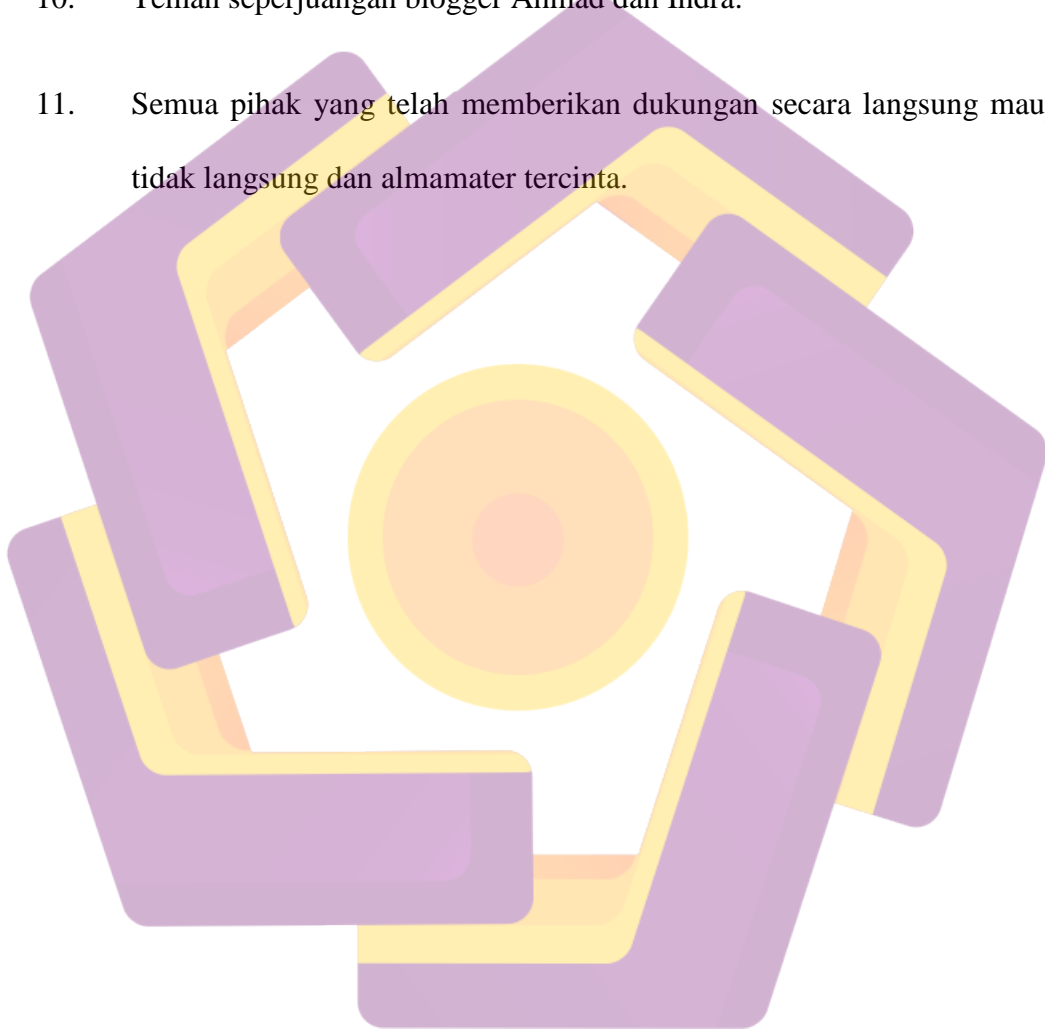 10. Teman seperjuangan blogger Ahmad dan Indra.
11. Semua pihak yang telah memberikan dukungan secara langsung mau
tidak langsung dan almamater tercinta.